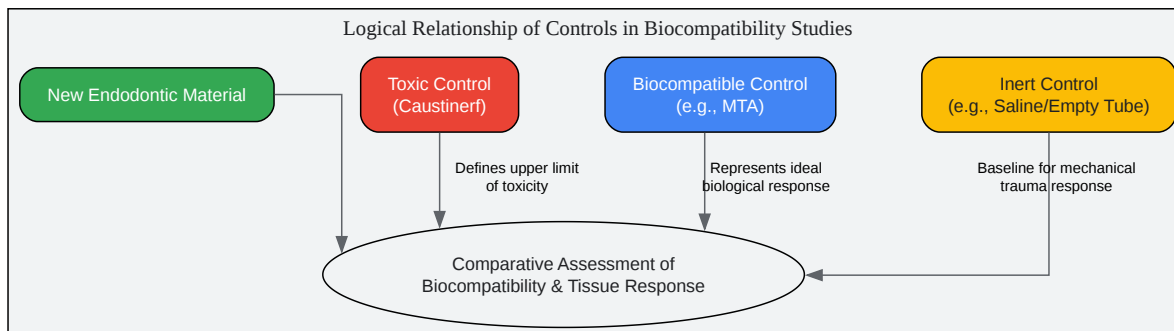 Logical Relationship of Controls in Biocompatibility Studies
New Endodontic Material
Toxic Control
(Caustinerf)
Biocompatible Control
(e.g., MTA)
Inert Control
(e.g., Saline/Empty Tube)
Defines upper limit
of toxicity
Represents ideal
biological response
Baseline for mechanical
trauma response
Comparative Assessment of
Biocompatibility & Tissue Response